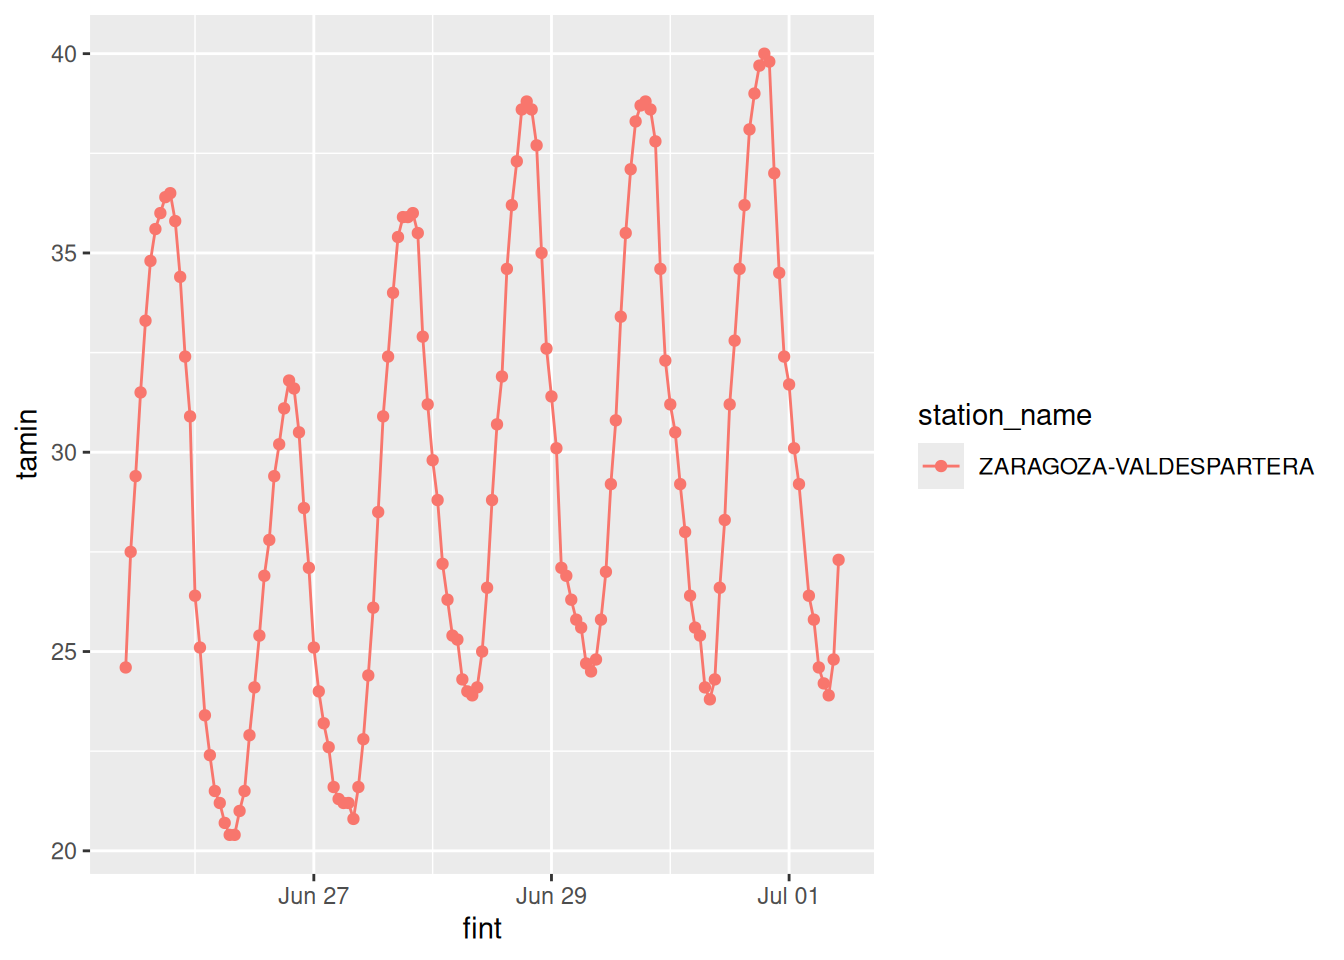 40
35
30
25
20
tamin
Jun 27
Jun 29
Jul 01
fint
station_name
ZARAGOZA-VALDESPARTERA